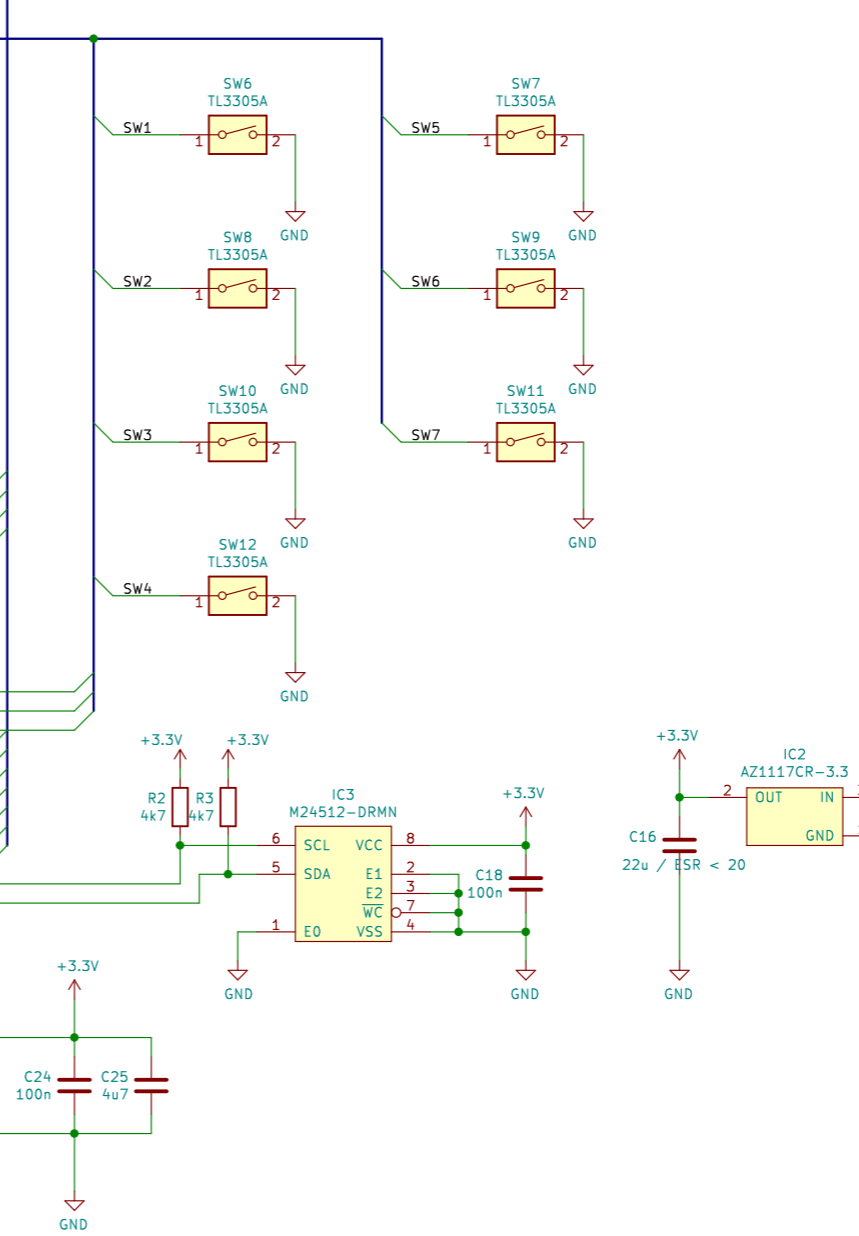 SW6
TL3305A
SW1
1
2
GND
SW7
TL3305A
SW5
1
2
GND
SW8
TL3305A
SW2
1
2
GND
SW9
TL3305A
SW6
1
2
GND
SW10
TL3305A
SW3
1
2
GND
SW11
TL3305A
SW7
1
2
GND
SW12
TL3305A
SW4
1
2
GND
+3.3V
+3.3V
R2
4k7
R3
4k7
IC3
M24512-DRMN
6
SCL
5
SDA
1
E0
VCC
8
E1
2
E2
3
WC
7
VSS
4
GND
+3.3V
C18
100n
GND
+3.3V
C16
22u / ESR < 20
GND
IC2
AZ1117CR-3.3
2
OUT
IN
GND
+3.3V
C24
100n
C25
4u7
GND